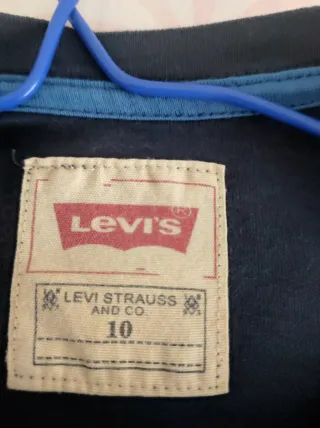 LEVI'S®
LEVI STRAUSS
AND CO
10